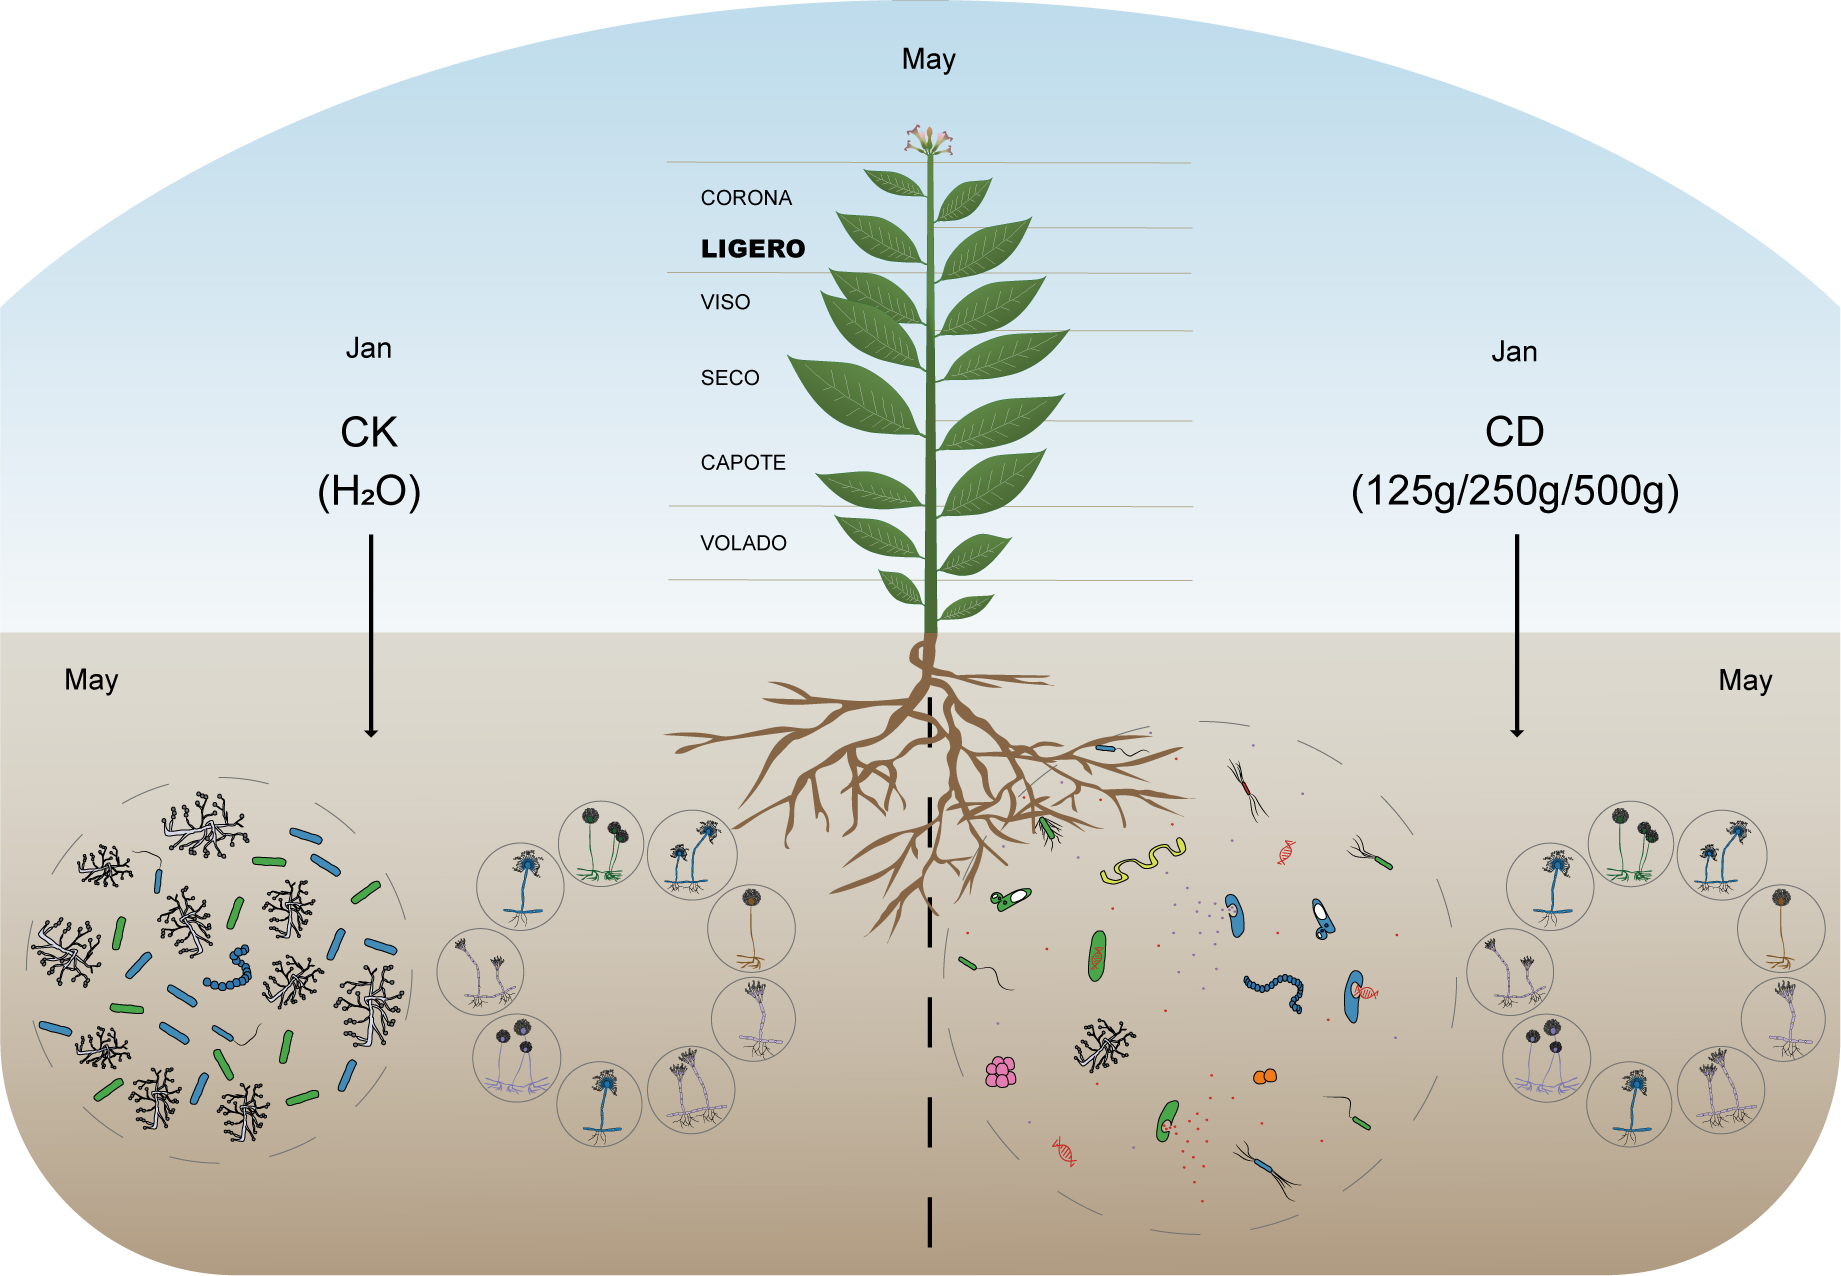 May
CORONA
LIGERO
VISO
SECO
CAPOTE
VOLADO
Jan
CK
(H₂O)
Jan
CD
(125g/250g/500g)
May
May